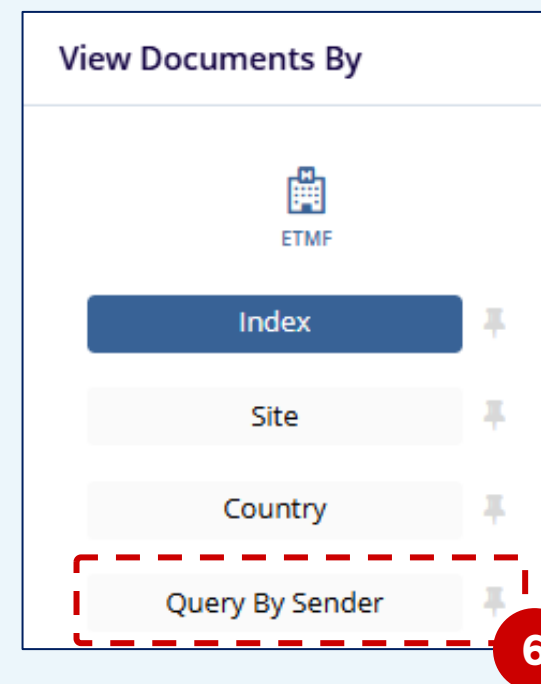 View Documents By
ETMF
Index
Site
Country
Query By Sender
6